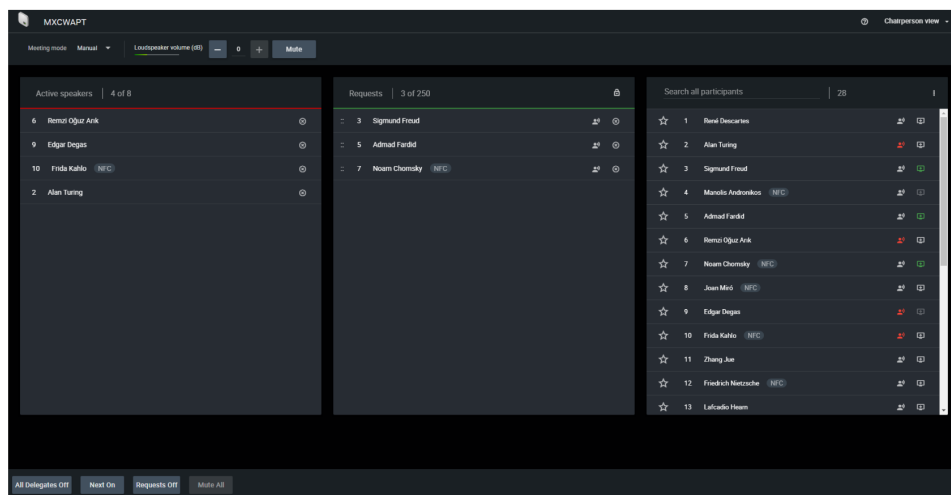 MXCWAPT
Chairperson view
Meeting mode Manual Loudspeaker volume (dB) 0 Mute
Active speakers 4 of 8
6 Remzi Oğuz Arık
9 Edgar Degas
10 Frida Kahlo NFC
2 Alan Turing
Requests 3 of 250
3 Sigmund Freud
5 Admad Fardid
7 Noam Chomsky NFC
Search all participants 28
1 René Descartes
2 Alan Turing
3 Sigmund Freud
4 Manolis Andronikos NFC
5 Admad Fardid
6 Remzi Oğuz Arık
7 Noam Chomsky NFC
8 Joan Miró NFC
9 Edgar Degas
10 Frida Kahlo NFC
11 Zhang Jue
12 Friedrich Nietzsche NFC
13 Lafcadio Hearn
All Delegates Off Next On Requests Off Mute All